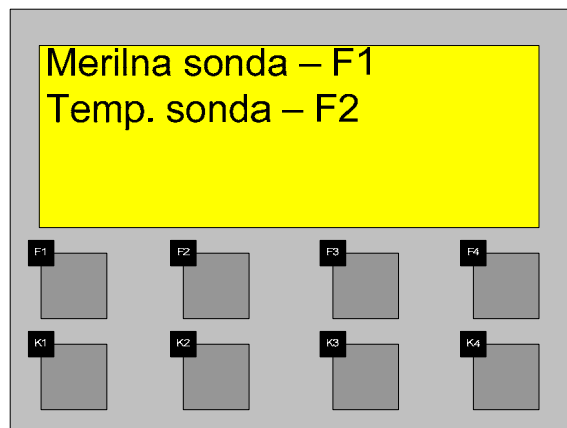 Merilna sonda – F1
Temp. sonda – F2
F1 F2 F3 F4
K1 K2 K3 K4